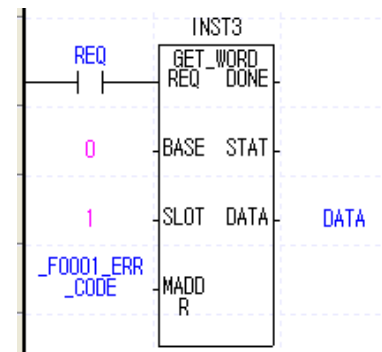 INST3
REQ
GET_WORD
REQ DONE
0
BASE STAT
1
SLOT DATA
DATA
_F0001_ERR
_CODE
MADD
R